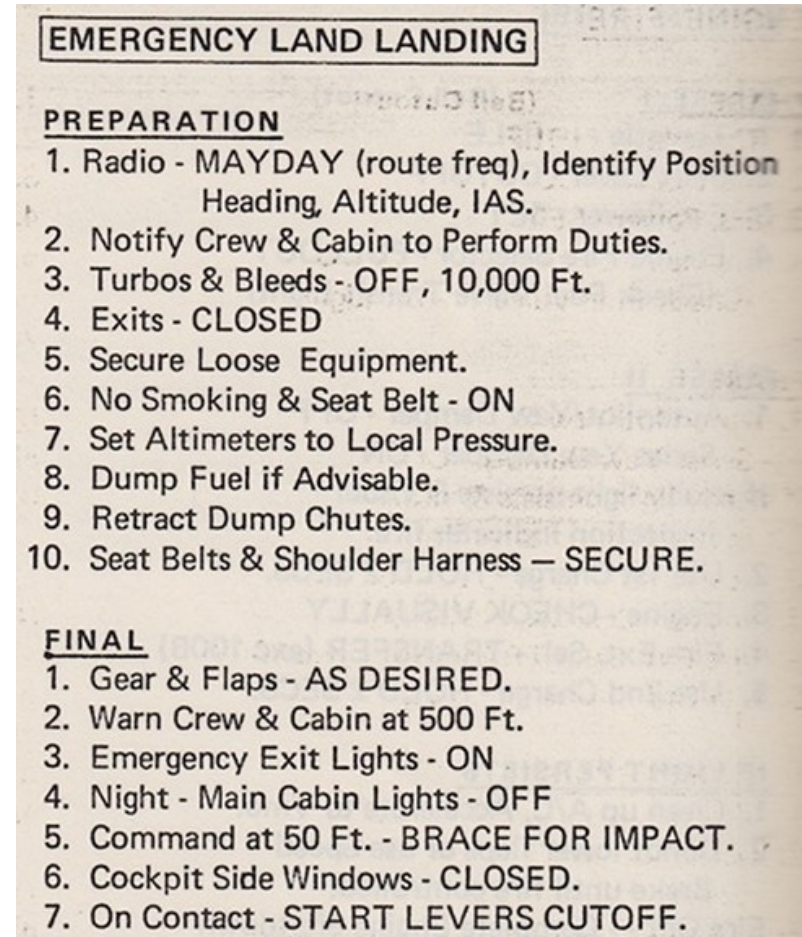 EMERGENCY LAND LANDING
PREPARATION
1. Radio - MAYDAY (route freq), Identify Position
Heading, Altitude, IAS.
2. Notify Crew & Cabin to Perform Duties.
3. Turbos & Bleeds - OFF, 10,000 Ft.
4. Exits - CLOSED
5. Secure Loose Equipment.
6. No Smoking & Seat Belt - ON
7. Set Altimeters to Local Pressure.
8. Dump Fuel if Advisable.
9. Retract Dump Chutes.
10. Seat Belts & Shoulder Harness — SECURE.
FINAL
1. Gear & Flaps - AS DESIRED.
2. Warn Crew & Cabin at 500 Ft.
3. Emergency Exit Lights - ON
4. Night - Main Cabin Lights - OFF
5. Command at 50 Ft. - BRACE FOR IMPACT.
6. Cockpit Side Windows - CLOSED.
7. On Contact - START LEVERS CUTOFF.